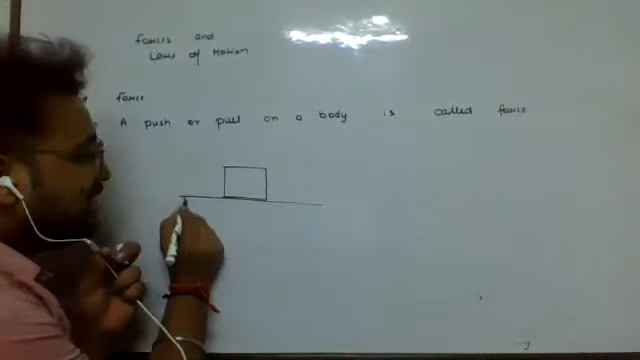 Forces and
Laws of Motion
Force
A push or pull on a body is called force